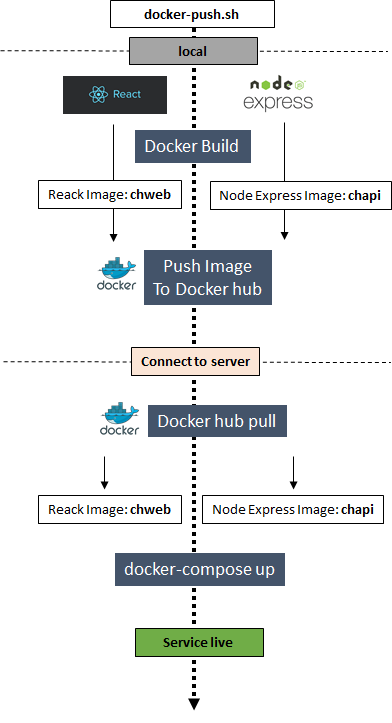 docker-push.sh
local
React
node
express
Docker Build
Reack Image: chweb
Node Express Image: chapi
docker
Push Image
To Docker hub
Connect to server
docker
Docker hub pull
Reack Image: chweb
Node Express Image: chapi
docker-compose up
Service live